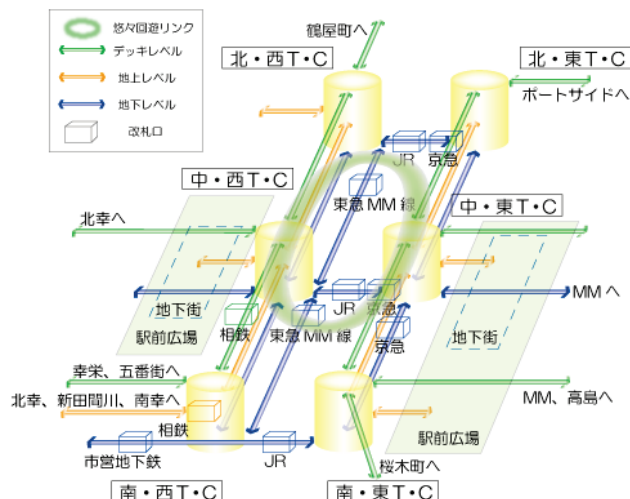 悠々回遊リンク
デッキレベル
地上レベル
地下レベル
改札口
鶴屋町へ
北・西T・C
北・東T・C
ポートサイドへ
JR
京急
東急MM線
中・西T・C
中・東T・C
北幸へ
地下街
駅前広場
相鉄
東急MM線
JR
京急
京急
MMへ
地下街
駅前広場
幸栄、五番街へ
北幸、新田間川、南幸へ
相鉄
MM、高島へ
市営地下鉄
JR
桜木町へ
南・西T・C
南・東T・C